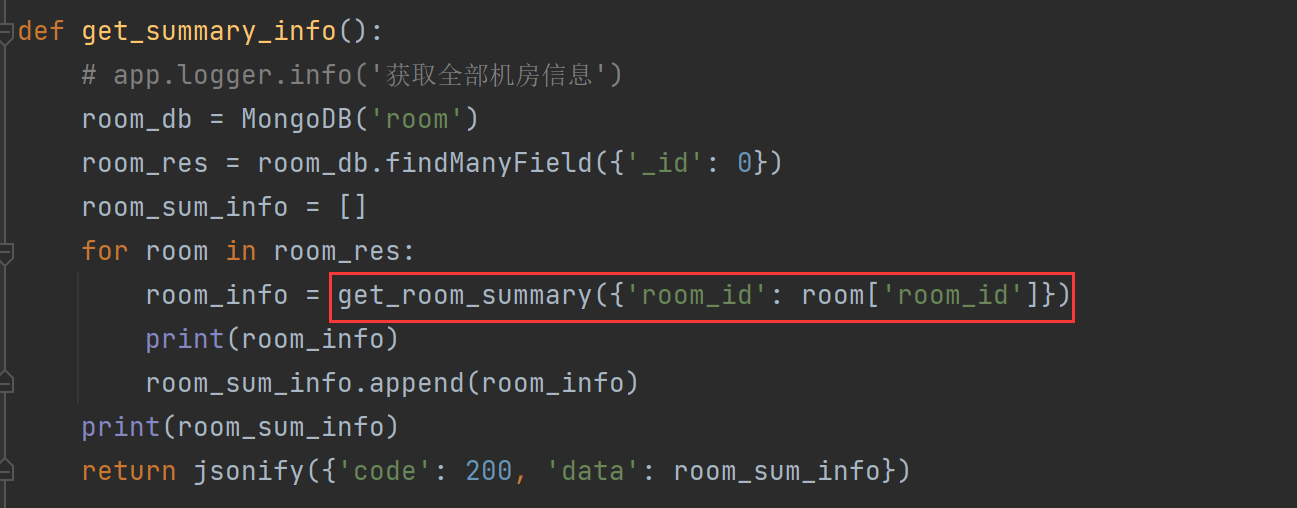 def get_summary_info():
    # app.logger.info('获取全部机房信息')
    room_db = MongoDB('room')
    room_res = room_db.findManyField({'_id': 0})
    room_sum_info = []
    for room in room_res:
        room_info = get_room_summary({'room_id': room['room_id']})
        print(room_info)
        room_sum_info.append(room_info)
    print(room_sum_info)
    return jsonify({'code': 200, 'data': room_sum_info})